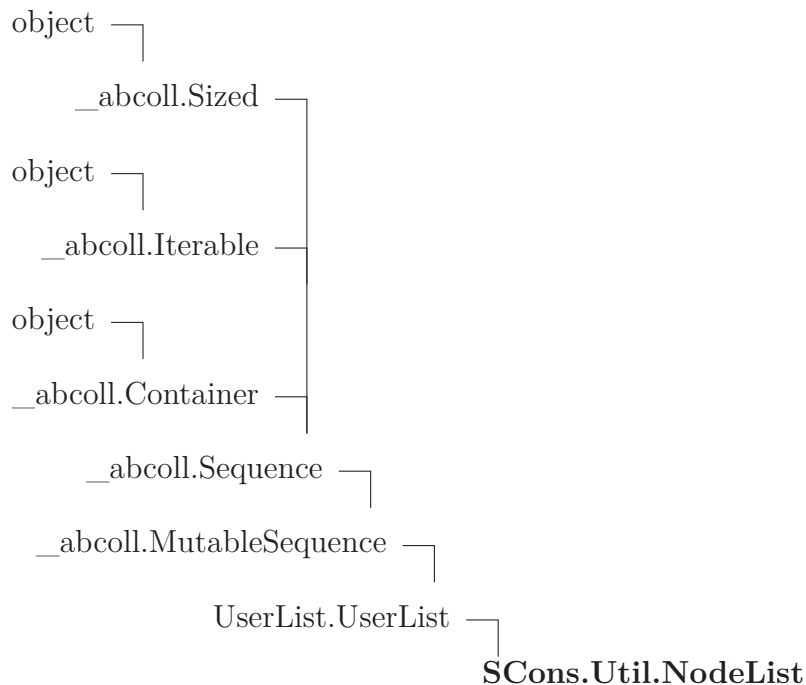 object
_abcoll.Sized
object
_abcoll.Iterable
object
_abcoll.Container
_abcoll.Sequence
_abcoll.MutableSequence
UserList.UserList
SCons.Util.NodeList